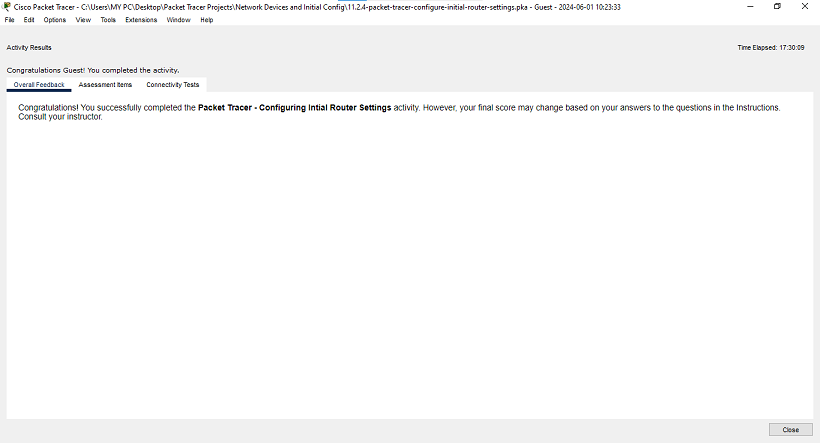 Cisco Packet Tracer - C:\Users\MY PC\Desktop\Packet Tracer Projects\Network Devices and Initial Config\11.2.4-packet-tracer-configure-initial-router-settings.pka - Guest - 2024-06-01 10:23:33
File Edit Options View Tools Extensions Window Help
Activity Results Time Elapsed: 17:30:09
Congratulations Guest! You completed the activity.
Overall Feedback Assessment Items Connectivity Tests
Congratulations! You successfully completed the Packet Tracer - Configuring Intial Router Settings activity. However, your final score may change based on your answers to the questions in the Instructions.
Consult your instructor.
Close